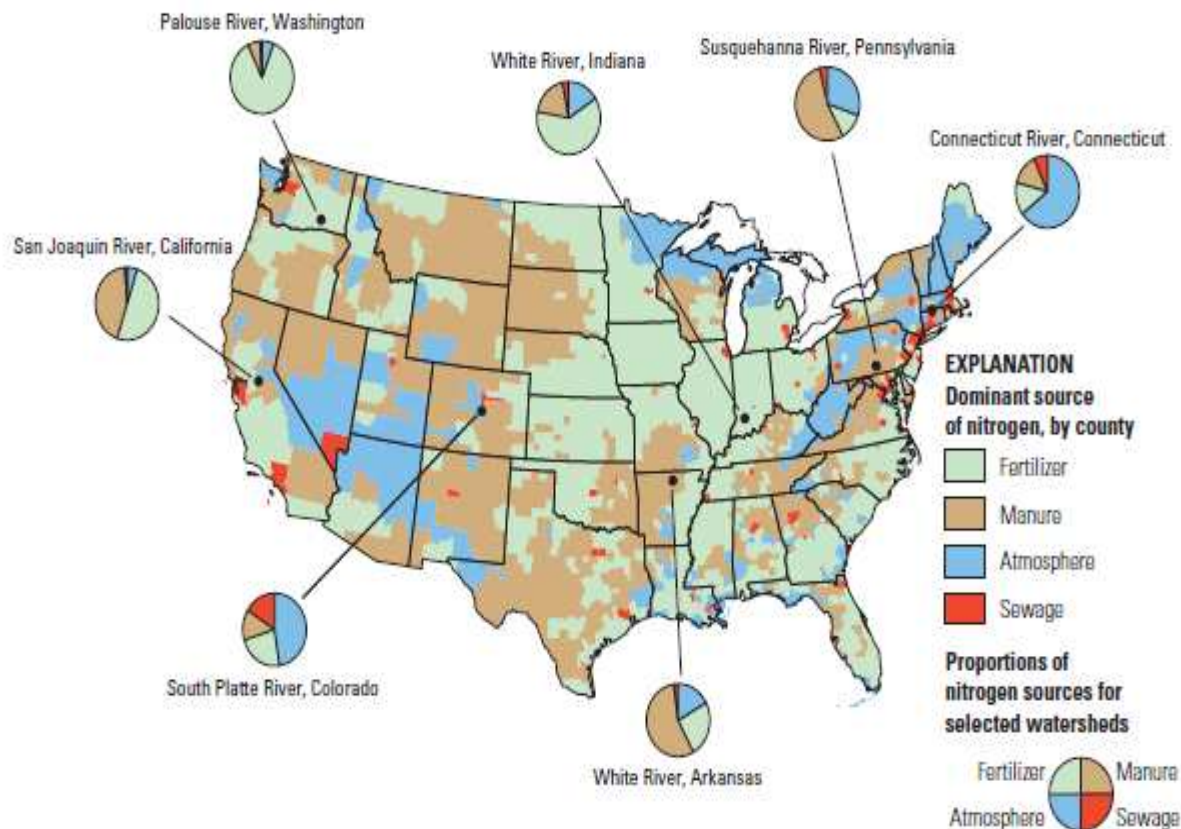 Palouse River, Washington
White River, Indiana
Susquehanna River, Pennsylvania
Connecticut River, Connecticut
San Joaquin River, California
South Platte River, Colorado
White River, Arkansas
EXPLANATION
Dominant source
of nitrogen, by county
Fertilizer
Manure
Atmosphere
Sewage
Proportions of
nitrogen sources for
selected watersheds
Fertilizer
Manure
Atmosphere
Sewage